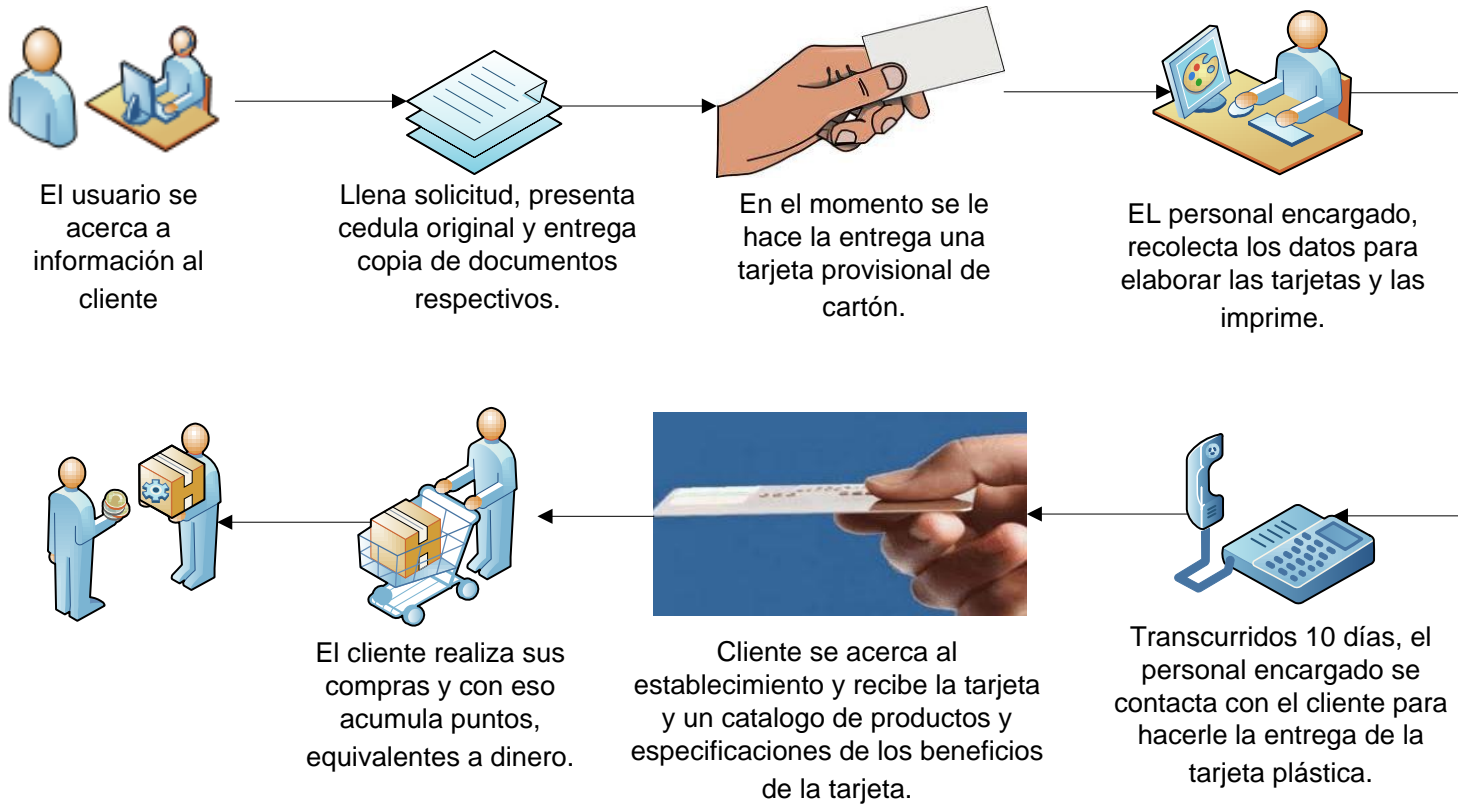 El usuario se
acerca a
información al
cliente
Llena solicitud, presenta
cedula original y entrega
copia de documentos
respectivos.
En el momento se le
hace la entrega una
tarjeta provisional de
cartón.
EL personal encargado,
recolecta los datos para
elaborar las tarjetas y las
imprime.
Transcurridos 10 días, el
personal encargado se
contacta con el cliente para
hacerle la entrega de la
tarjeta plástica.
Cliente se acerca al
establecimiento y recibe la tarjeta
y un catalogo de productos y
especificaciones de los beneficios
de la tarjeta.
El cliente realiza sus
compras y con eso
acumula puntos,
equivalentes a dinero.